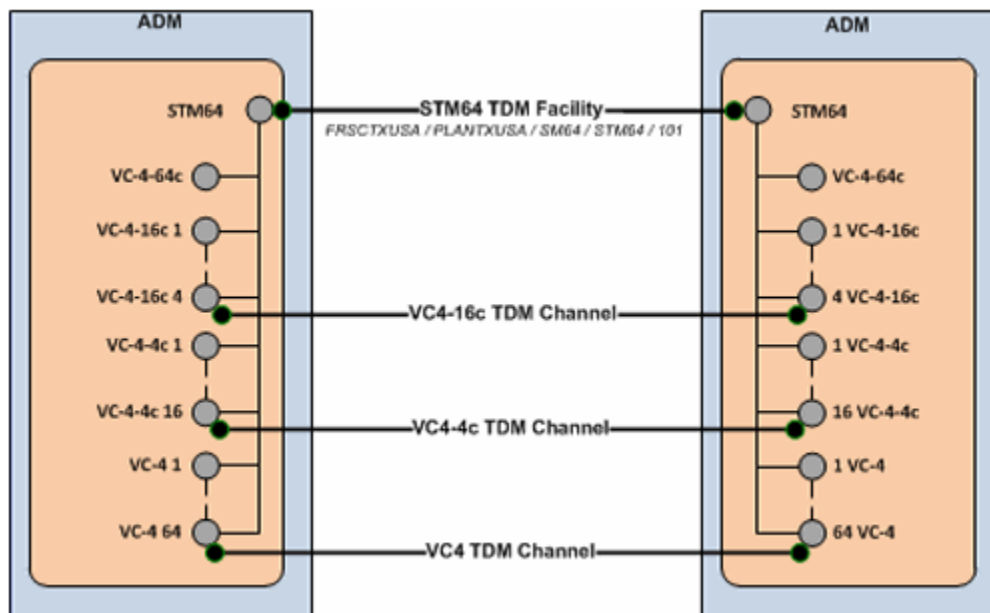 ADM
ADM
STM64
STM64 TDM Facility
STM64
FRSCTXUSA / PLANTXUSA / SM64 / STM64 / 101
VC-4-64c
VC-4-64c
VC-4-16c 1
1 VC-4-16c
VC-4-16c 4
4 VC-4-16c
VC4-16c TDM Channel
VC-4-4c 1
1 VC-4-4c
VC-4-4c 16
16 VC-4-4c
VC4-4c TDM Channel
VC-4 1
1 VC-4
VC-4 64
64 VC-4
VC4 TDM Channel